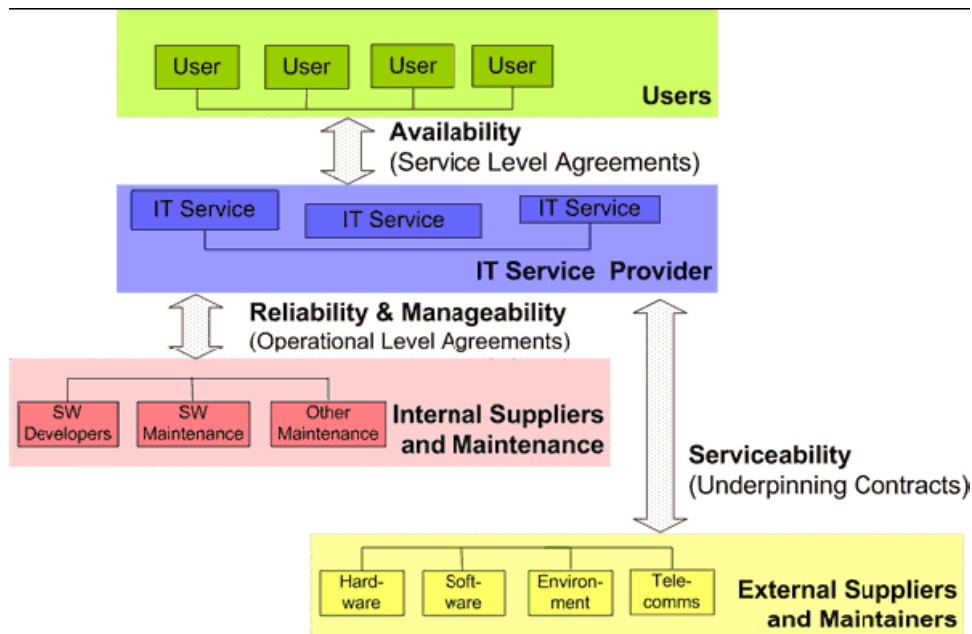 User User User User
Users
Availability
(Service Level Agreements)
IT Service IT Service IT Service
IT Service Provider
Reliability & Manageability
(Operational Level Agreements)
SW
Developers
SW
Maintenance
Other
Maintenance
Internal Suppliers
and Maintenance
Serviceability
(Underpinning Contracts)
Hard-
ware
Soft-
ware
Environ-
ment
Tele-
comms
External Suppliers
and Maintainers